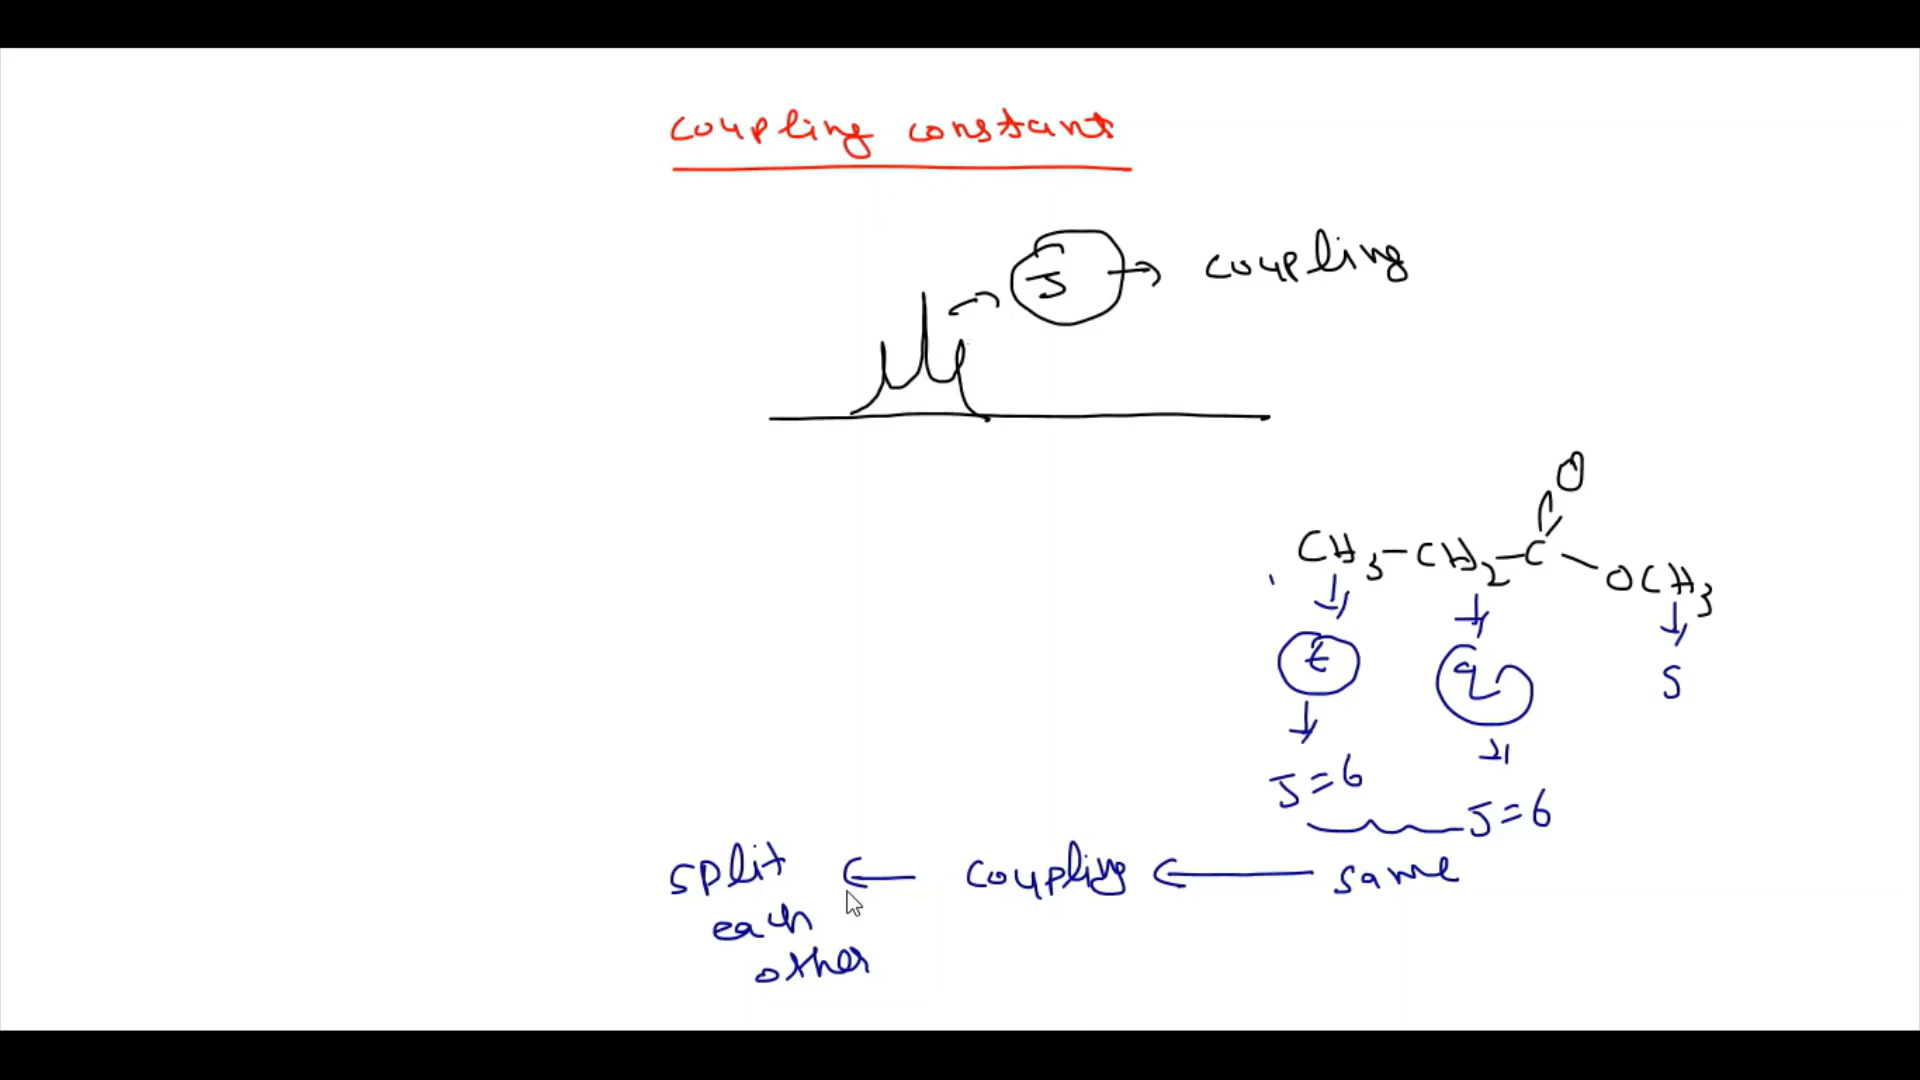 coupling constant
J → coupling
O
CH3-CH2-C-OCH3
t q s
J=6 J=6
split ← coupling ← same
each
other